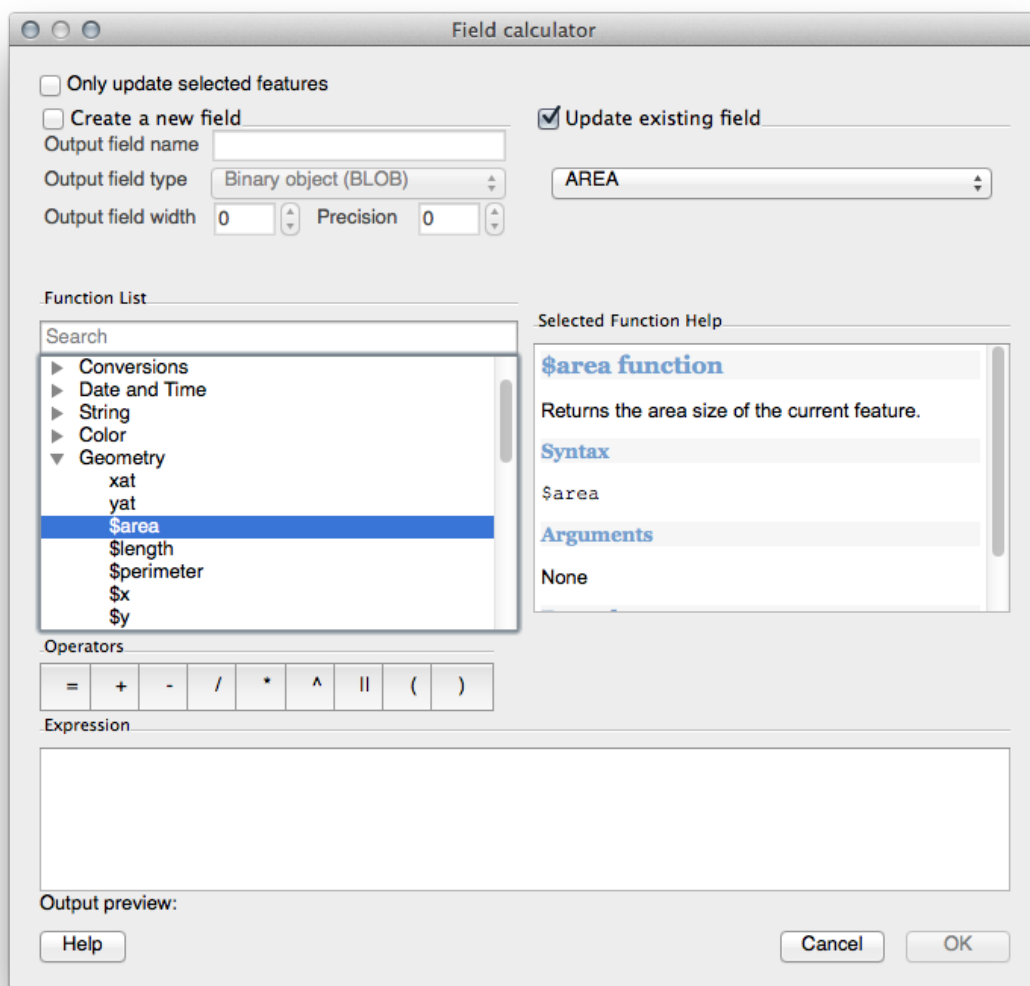 Field calculator
Only update selected features
Create a new field
Update existing field
Output field name
Output field type Binary object (BLOB)
AREA
Output field width 0 Precision 0
Function List
Search
Conversions
Date and Time
String
Color
Geometry
xat
yat
$area
$length
$perimeter
$x
$y
Selected Function Help
$area function
Returns the area size of the current feature.
Syntax
$area
Arguments
None
Operators
= + - / * ^ || ( )
Expression
Output preview:
Help Cancel OK